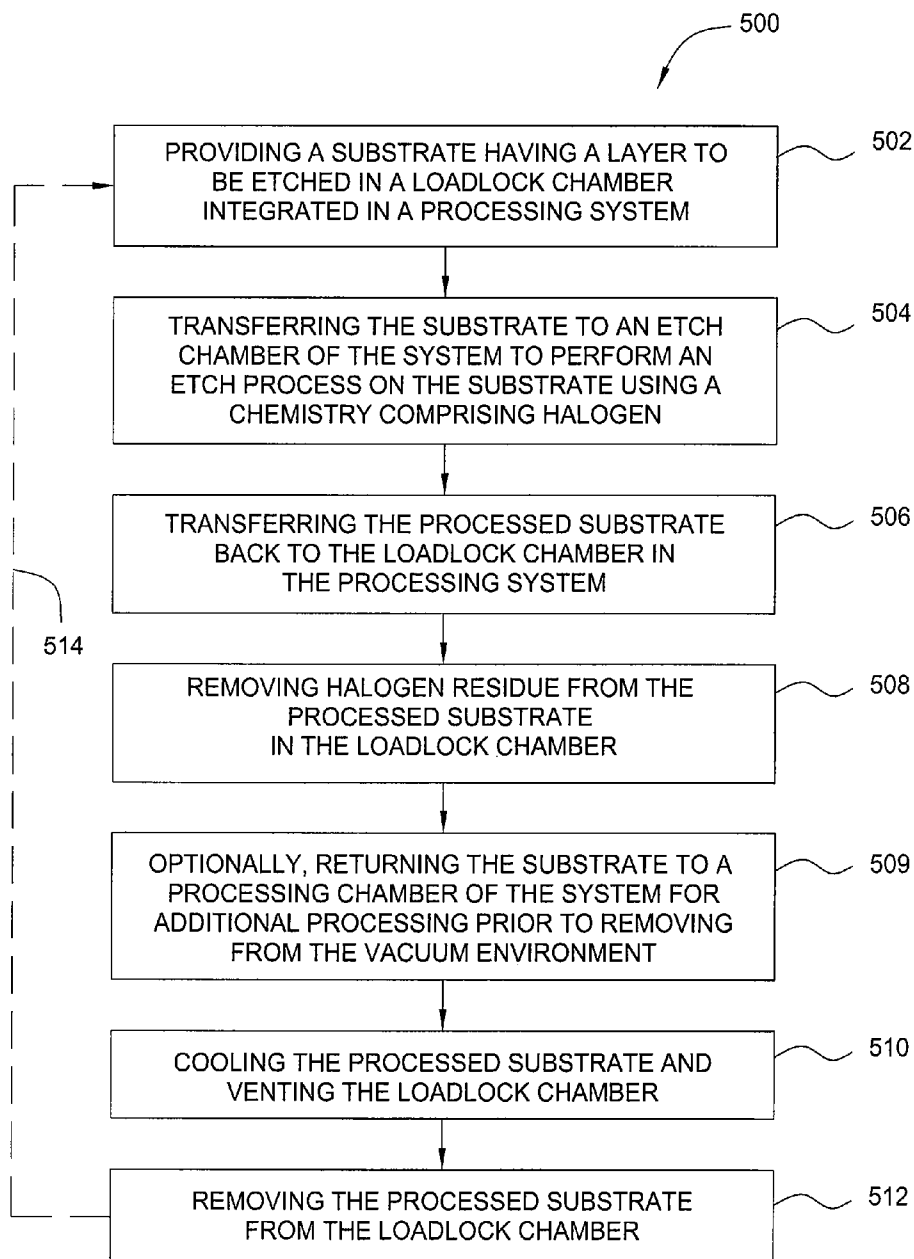 500
PROVIDING A SUBSTRATE HAVING A LAYER TO
BE ETCHED IN A LOADLOCK CHAMBER
INTEGRATED IN A PROCESSING SYSTEM
502
TRANSFERRING THE SUBSTRATE TO AN ETCH
CHAMBER OF THE SYSTEM TO PERFORM AN
ETCH PROCESS ON THE SUBSTRATE USING A
CHEMISTRY COMPRISING HALOGEN
504
TRANSFERRING THE PROCESSED SUBSTRATE
BACK TO THE LOADLOCK CHAMBER IN
THE PROCESSING SYSTEM
506
514
REMOVING HALOGEN RESIDUE FROM THE
PROCESSED SUBSTRATE
IN THE LOADLOCK CHAMBER
508
OPTIONALLY, RETURNING THE SUBSTRATE TO A
PROCESSING CHAMBER OF THE SYSTEM FOR
ADDITIONAL PROCESSING PRIOR TO REMOVING
FROM THE VACUUM ENVIRONMENT
509
COOLING THE PROCESSED SUBSTRATE AND
VENTING THE LOADLOCK CHAMBER
510
REMOVING THE PROCESSED SUBSTRATE
FROM THE LOADLOCK CHAMBER
512